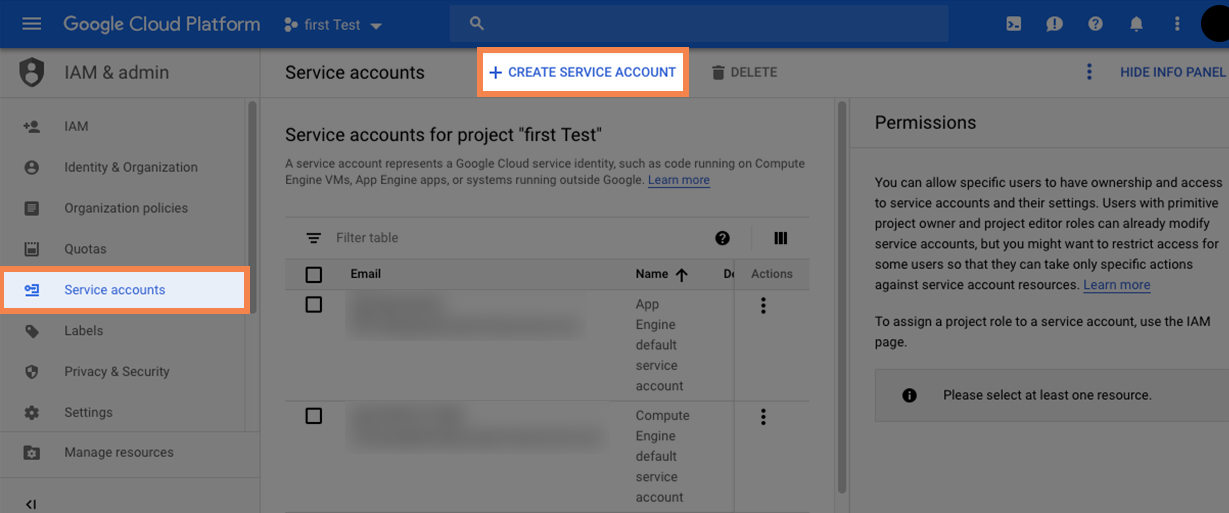 Google Cloud Platform
first Test
IAM & admin
Service accounts
CREATE SERVICE ACCOUNT
DELETE
HIDE INFO PANEL
IAM
Identity & Organization
Organization policies
Quotas
Service accounts
Labels
Privacy & Security
Settings
Manage resources
Service accounts for project "first Test"
A service account represents a Google Cloud service identity, such as code running on Compute
Engine VMs, App Engine apps, or systems running outside Google. Learn more
Filter table
Email
Name
Actions
App
Engine
default
service
account
Compute
Engine
default
service
account
Permissions
You can allow specific users to have ownership and access
to service accounts and their settings. Users with primitive
project owner and project editor roles can already modify
service accounts, but you might want to restrict access for
some users so that they can take only specific actions
against service account resources. Learn more
To assign a project role to a service account, use the IAM
page.
Please select at least one resource.